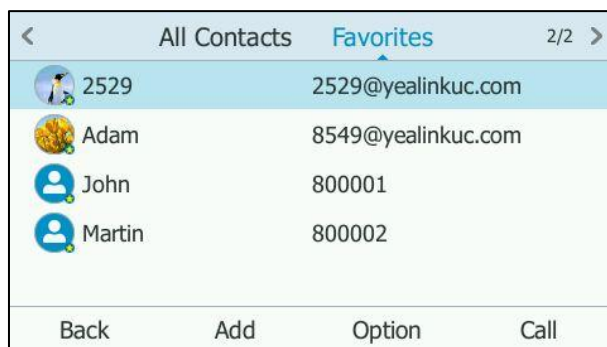 < All Contacts Favorites 2/2 >
2529 2529@yealinkuc.com
Adam 8549@yealinkuc.com
John 800001
Martin 800002
Back Add Option Call